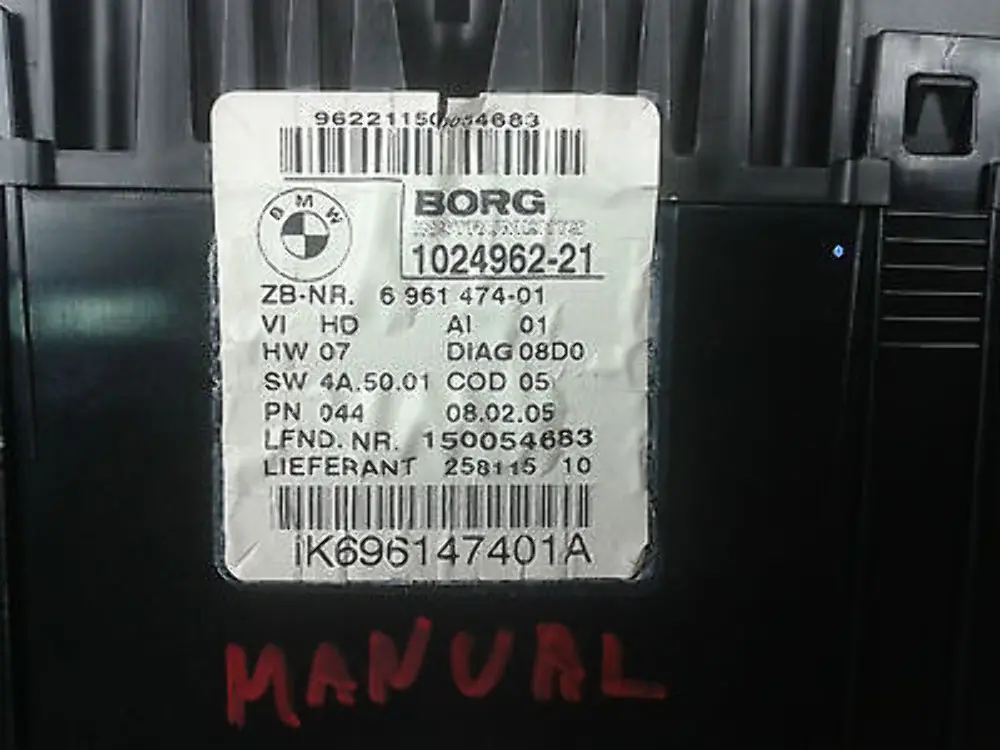 BMW
BORG
1024962-21
ZB-NR. 6 961 474-01
VI HD AI 01
HW 07 DIAG 08D0
SW 4A.50.01 COD 05
PN 044 08.02.05
LFND. NR. 150054683
LIEFERANT 258115 10
iK696147401A
MANUAL